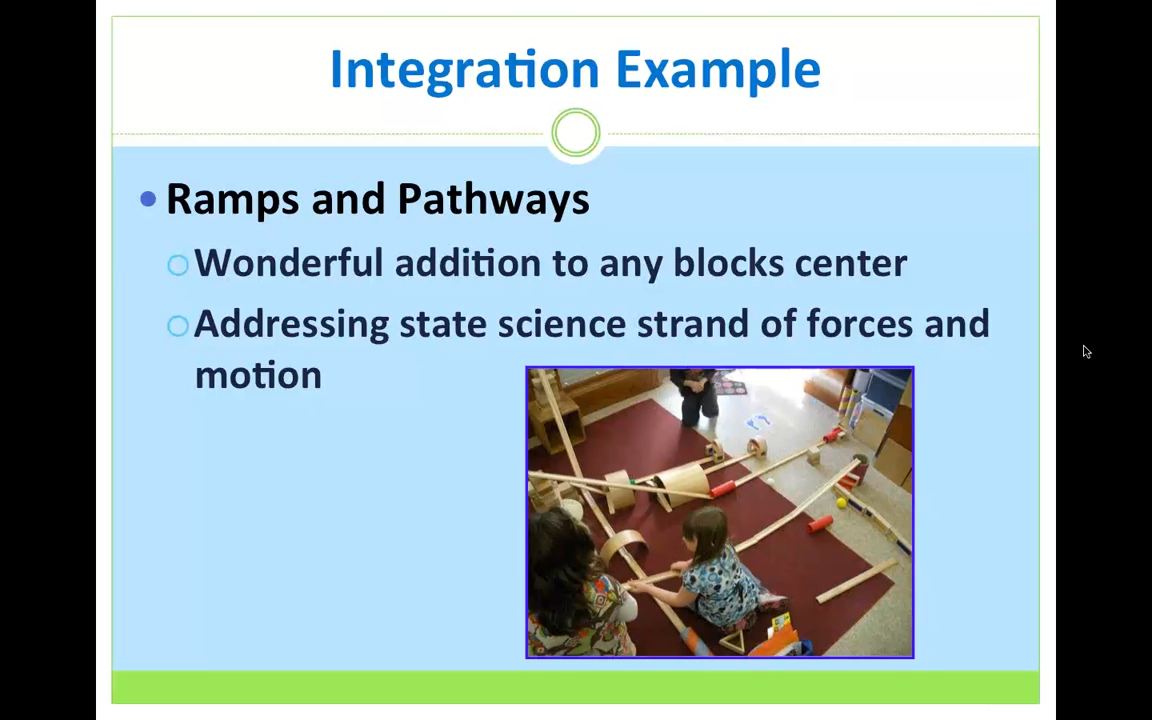 Integration Example
Ramps and Pathways
Wonderful addition to any blocks center
Addressing state science strand of forces and
motion